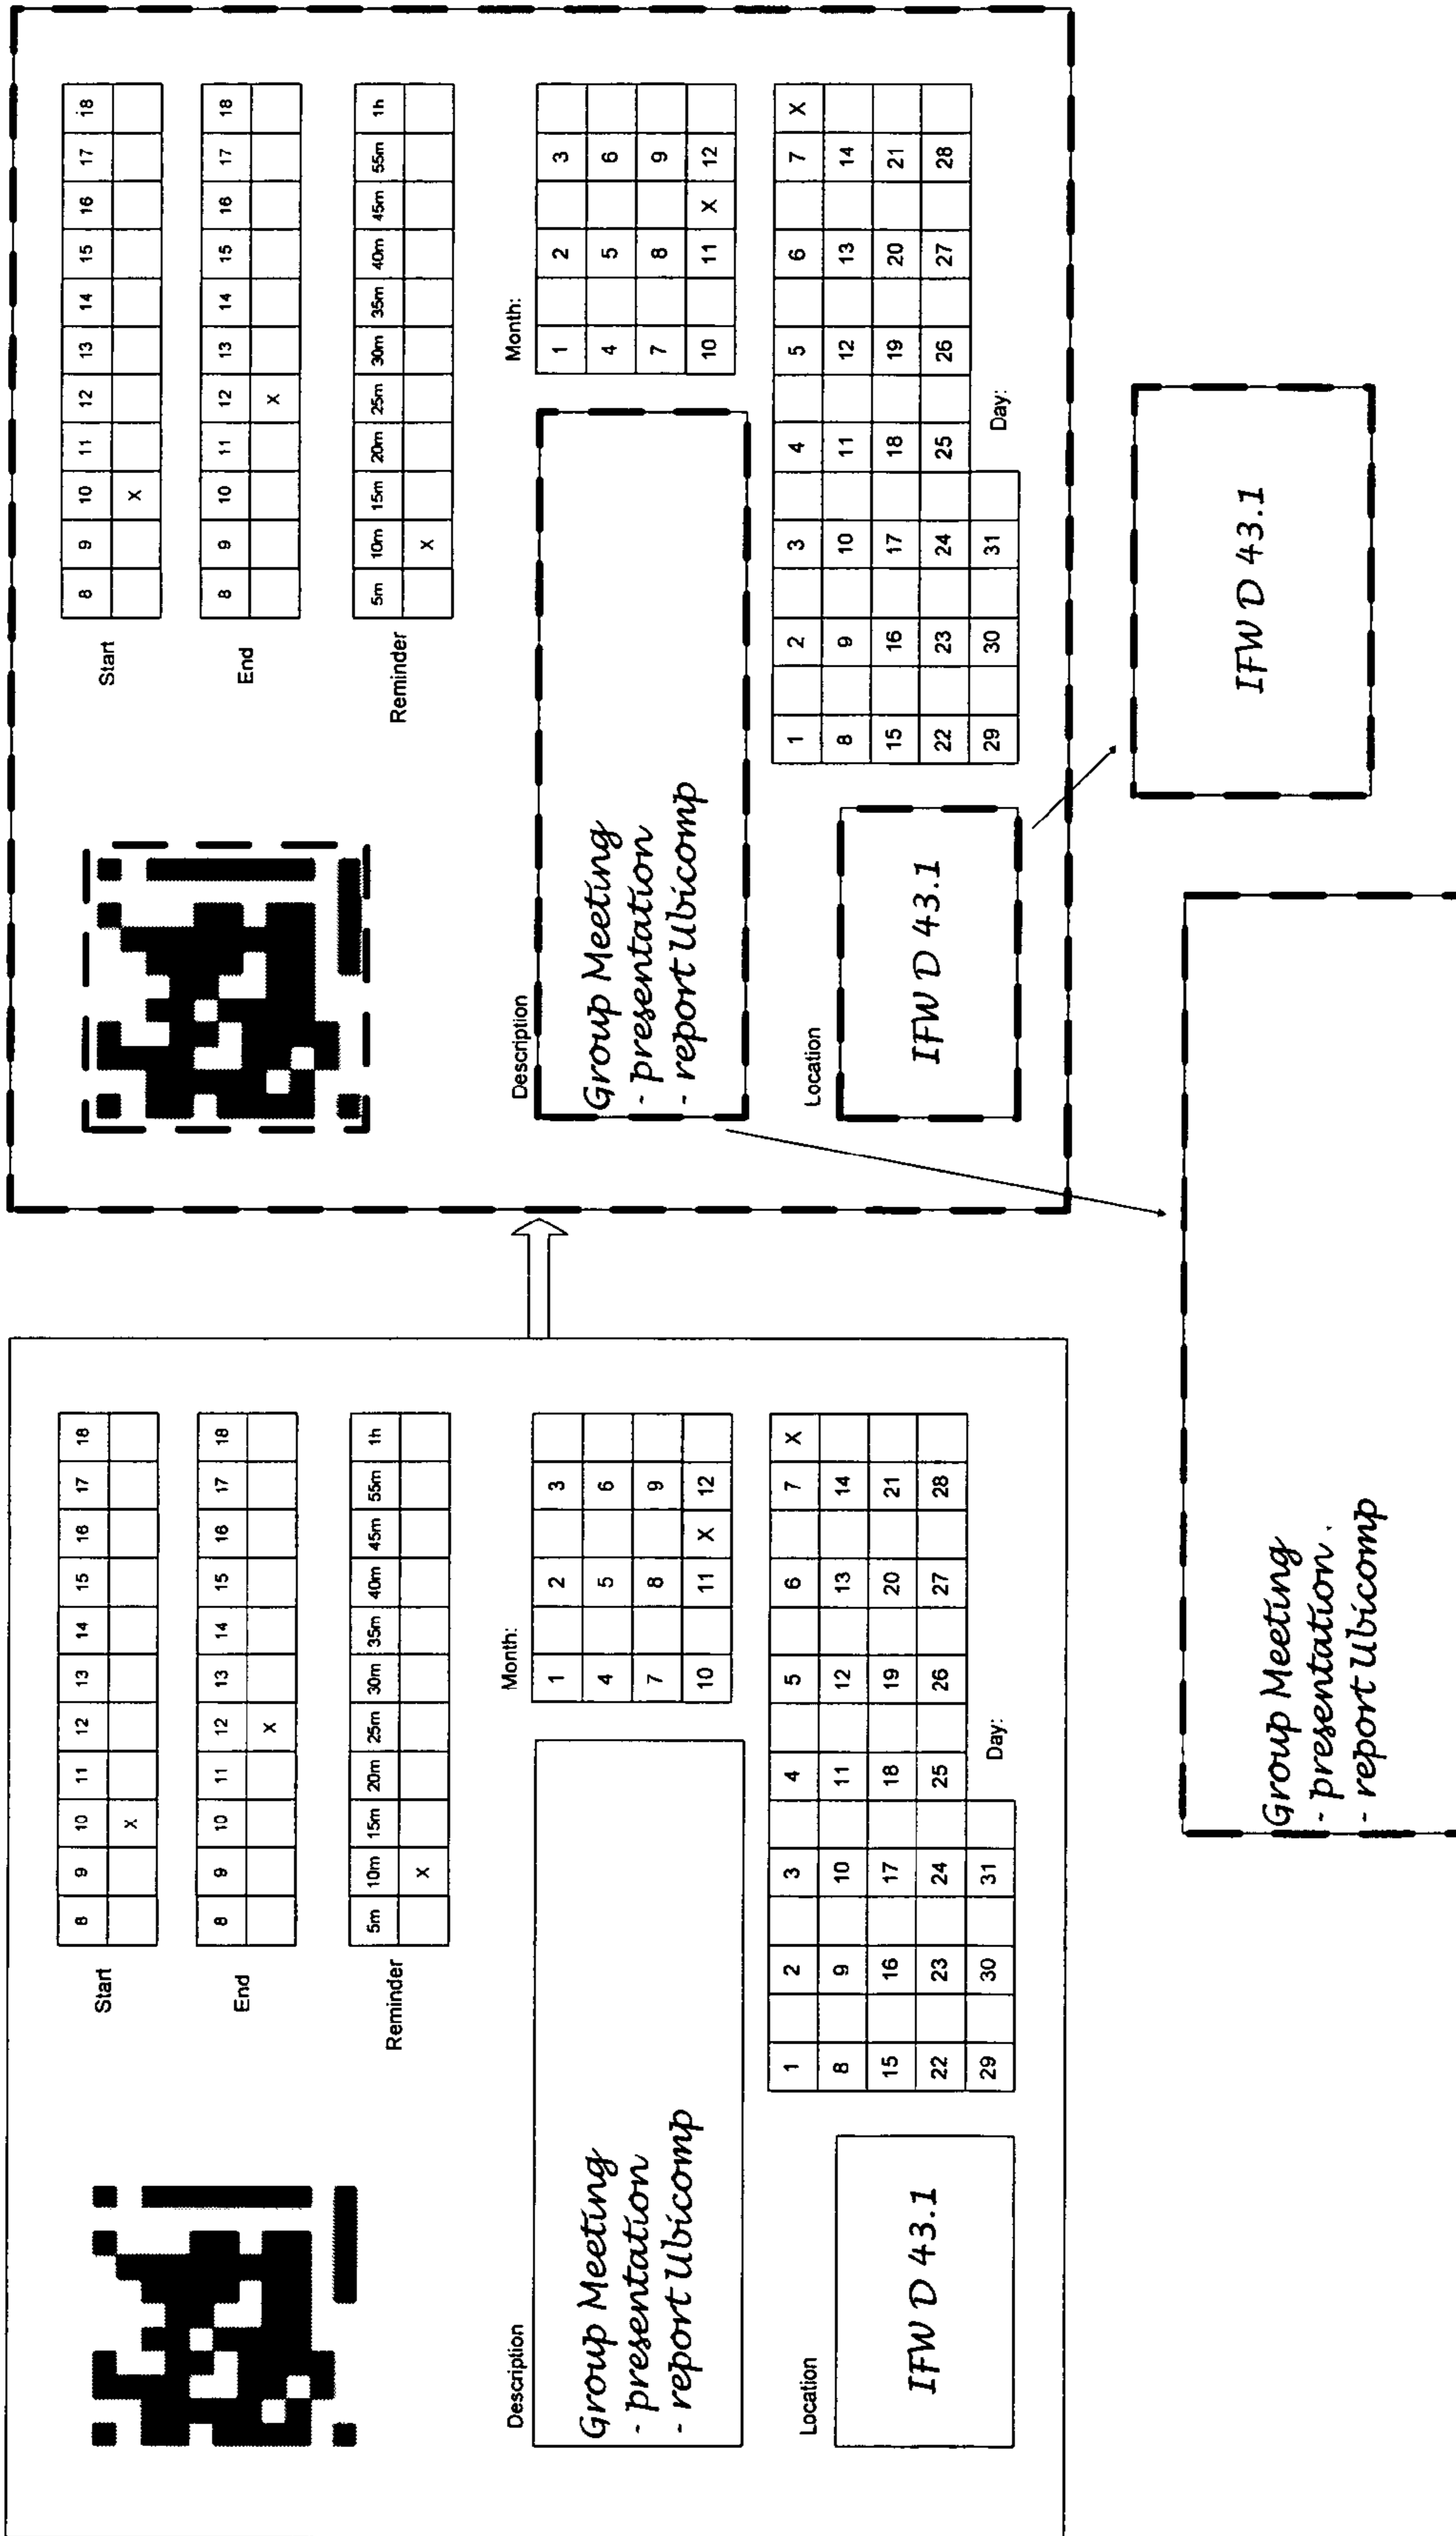 8 9 10 11 12 13 14 15 16 17 18
Start X
8 9 10 11 12 13 14 15 16 17 18
End X
5m 10m 15m 20m 25m 30m 35m 40m 45m 55m 1h
Reminder X
Description
Group Meeting
- presentation
- report Ubicomp
Month:
1 2 3
4 5 6
7 8 9
10 11 X 12
Location
IFW D 43.1
1 2 3 4 5 6 7 X
8 9 10 11 12 13 14
15 16 17 18 19 20 21
22 23 24 25 26 27 28
29 30 31
Day:
8 9 10 11 12 13 14 15 16 17 18
Start X
8 9 10 11 12 13 14 15 16 17 18
End X
5m 10m 15m 20m 25m 30m 35m 40m 45m 55m 1h
Reminder X
Description
Group Meeting
- presentation
- report Ubicomp
Month:
1 2 3
4 5 6
7 8 9
10 11 X 12
Location
IFW D 43.1
1 2 3 4 5 6 7 X
8 9 10 11 12 13 14
15 16 17 18 19 20 21
22 23 24 25 26 27 28
29 30 31
Day:
Group Meeting
- presentation .
- report Ubicomp
IFW D 43.1